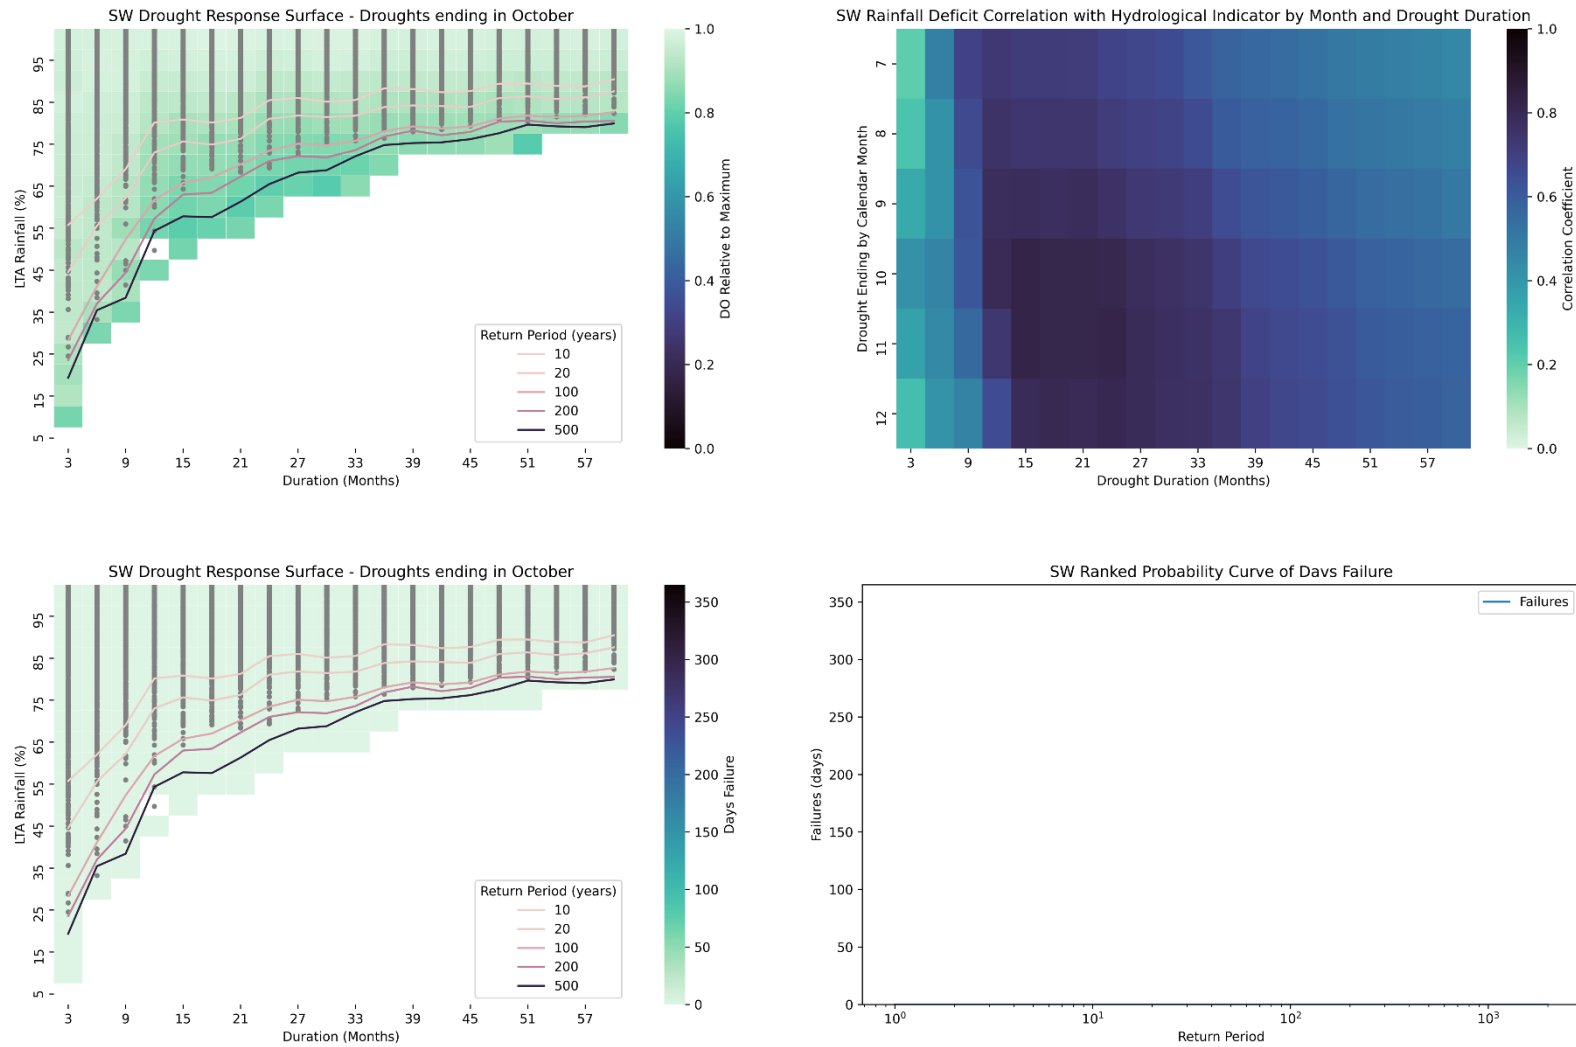 SW Drought Response Surface - Droughts ending in October
LTA Rainfall (%)
95
85
75
65
55
45
35
25
15
5
3 9 15 21 27 33 39 45 51 57
Duration (Months)
Return Period (years)
10
20
100
200
500
1.0
0.8
0.6
0.4
0.2
0.0
DO Relative to Maximum
SW Rainfall Deficit Correlation with Hydrological Indicator by Month and Drought Duration
Drought Ending by Calendar Month
7
8
9
10
11
12
3 9 15 21 27 33 39 45 51 57
Drought Duration (Months)
1.0
0.8
0.6
0.4
0.2
0.0
Correlation Coefficient
SW Drought Response Surface - Droughts ending in October
LTA Rainfall (%)
95
85
75
65
55
45
35
25
15
5
3 9 15 21 27 33 39 45 51 57
Duration (Months)
Return Period (years)
10
20
100
200
500
350
300
250
200
150
100
50
0
Days Failure
SW Ranked Probability Curve of Days Failure
Failures (days)
350
300
250
200
150
100
50
0
Failures
10⁰ 10¹ 10² 10³
Return Period